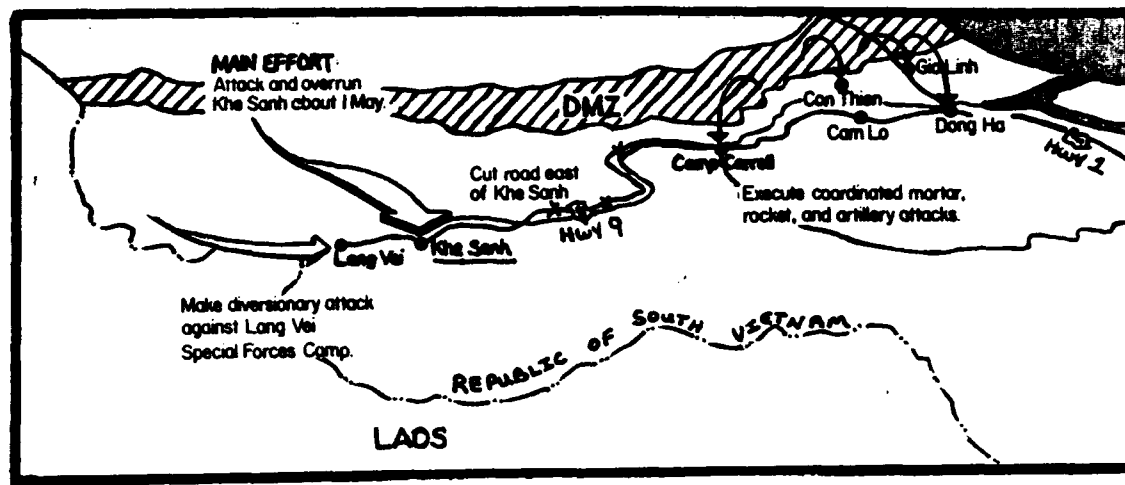 MAIN EFFORT:
Attack and overrun
Khe Sanh about 1 May.
DMZ
Gio Linh
Con Thien
Cam Lo
Dong Ha
HWY 1
Camp Carroll
Cut road east
of Khe Sanh
HWY 9
Execute coordinated mortar,
rocket, and artillery attacks.
Lang Vei
Khe Sanh
Make diversionary attack
against Lang Vei
Special Forces Camp.
REPUBLIC OF SOUTH VIETNAM
LAOS